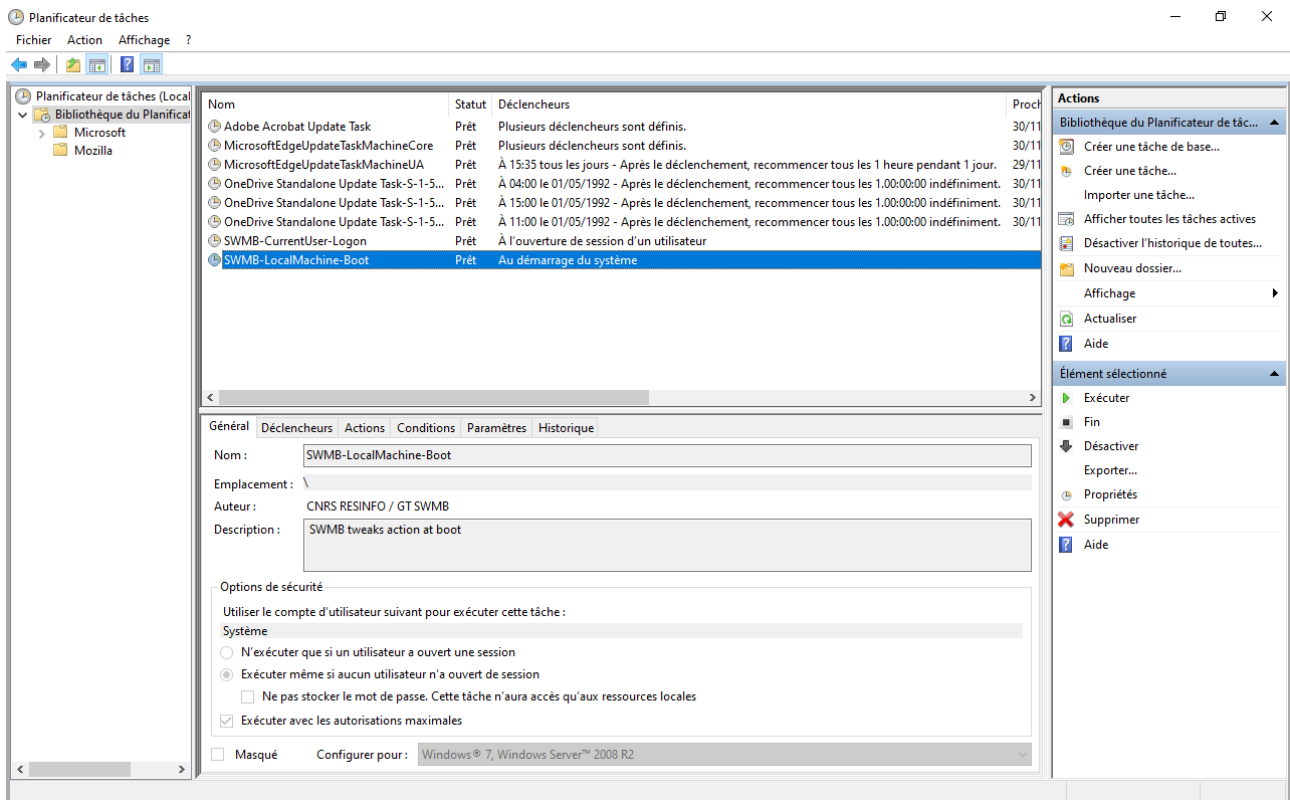 Planificateur de tâches
Fichier Action Affichage ?
Planificateur de tâches (Local
Bibliothèque du Planificat
Microsoft
Mozilla
Nom Statut Déclencheurs Proch
Adobe Acrobat Update Task Prêt Plusieurs déclencheurs sont définis. 30/11
MicrosoftEdgeUpdateTaskMachineCore Prêt Plusieurs déclencheurs sont définis. 30/11
MicrosoftEdgeUpdateTaskMachineUA Prêt À 15:35 tous les jours - Après le déclenchement, recommencer tous les 1 heure pendant 1 jour. 29/11
OneDrive Standalone Update Task-S-1-5... Prêt À 04:00 le 01/05/1992 - Après le déclenchement, recommencer tous les 1.00:00:00 indéfiniment. 30/11
OneDrive Standalone Update Task-S-1-5... Prêt À 15:00 le 01/05/1992 - Après le déclenchement, recommencer tous les 1.00:00:00 indéfiniment. 30/11
OneDrive Standalone Update Task-S-1-5... Prêt À 11:00 le 01/05/1992 - Après le déclenchement, recommencer tous les 1.00:00:00 indéfiniment. 30/11
SWMB-CurrentUser-Logon Prêt À l'ouverture de session d'un utilisateur
SWMB-LocalMachine-Boot Prêt Au démarrage du système
Général Déclencheurs Actions Conditions Paramètres Historique
Nom : SWMB-LocalMachine-Boot
Emplacement : \
Auteur : CNRS RESINFO / GT SWMB
Description : SWMB tweaks action at boot
Options de sécurité
Utiliser le compte d'utilisateur suivant pour exécuter cette tâche :
Système
N'exécuter que si un utilisateur a ouvert une session
Exécuter même si aucun utilisateur n'a ouvert de session
Ne pas stocker le mot de passe. Cette tâche n'aura accès qu'aux ressources locales
Exécuter avec les autorisations maximales
Masqué Configurer pour : Windows® 7, Windows Server™ 2008 R2
Actions
Bibliothèque du Planificateur de tâc...
Créer une tâche de base...
Créer une tâche...
Importer une tâche...
Afficher toutes les tâches actives
Désactiver l'historique de toutes...
Nouveau dossier...
Affichage
Actualiser
Aide
Élément sélectionné
Exécuter
Fin
Désactiver
Exporter...
Propriétés
Supprimer
Aide